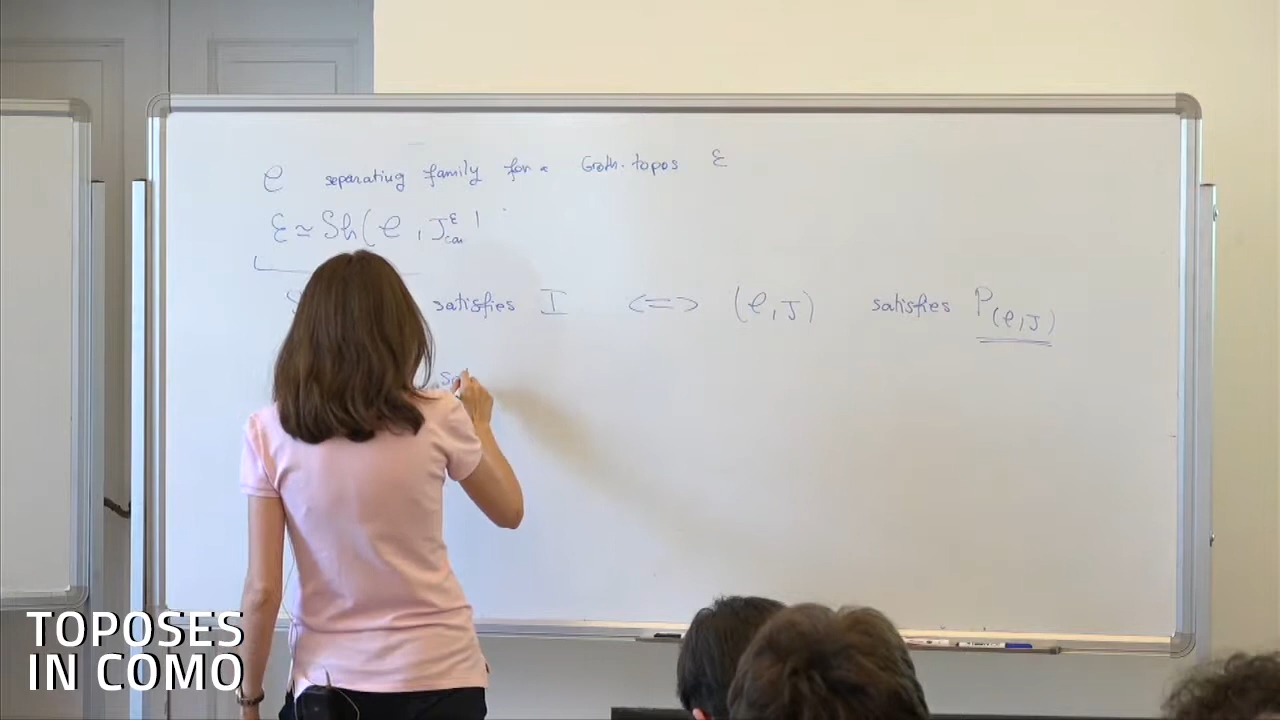 C separating family for a Groth. topos ℰ
ℰ ≃ Sh(C, J^ℰ_can)
satisfies I <=> (C, J) satisfies P_(C,J)
TOPOSES
IN COMO